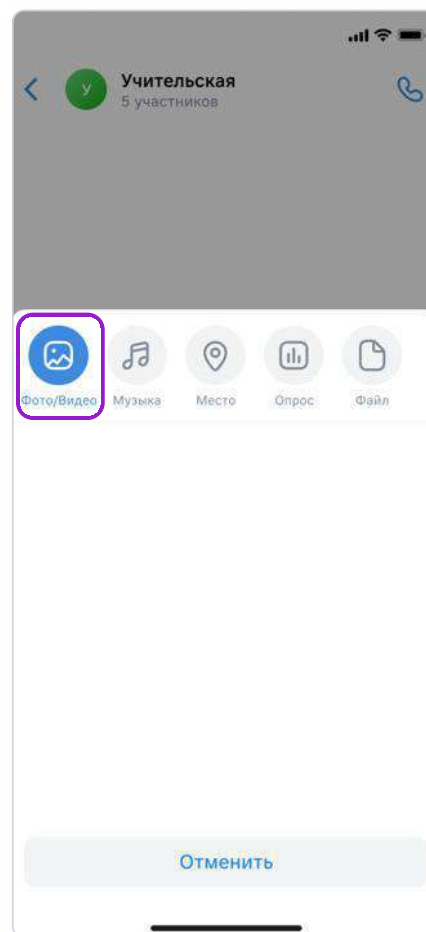 Учительская
У
5 участников
Фото/Видео Музыка Место Опрос Файл
Отменить